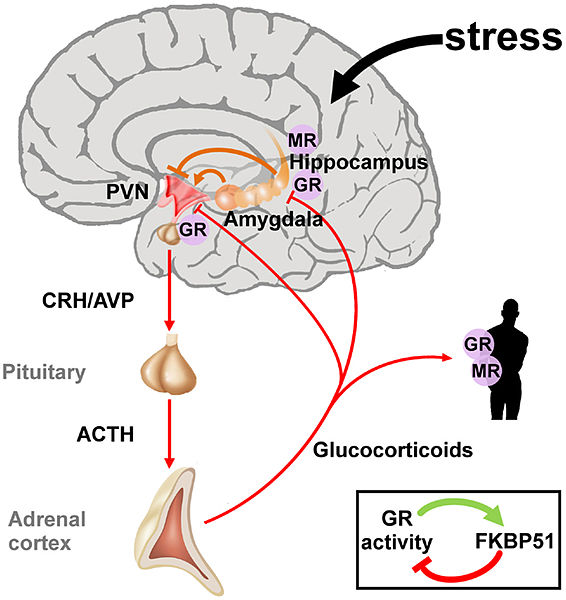 stress
MR
Hippocampus
GR
PVN
Amygdala
GR
CRH/AVP
Pituitary
GR
MR
ACTH
Glucocorticoids
Adrenal
cortex
GR
activity
FKBP51